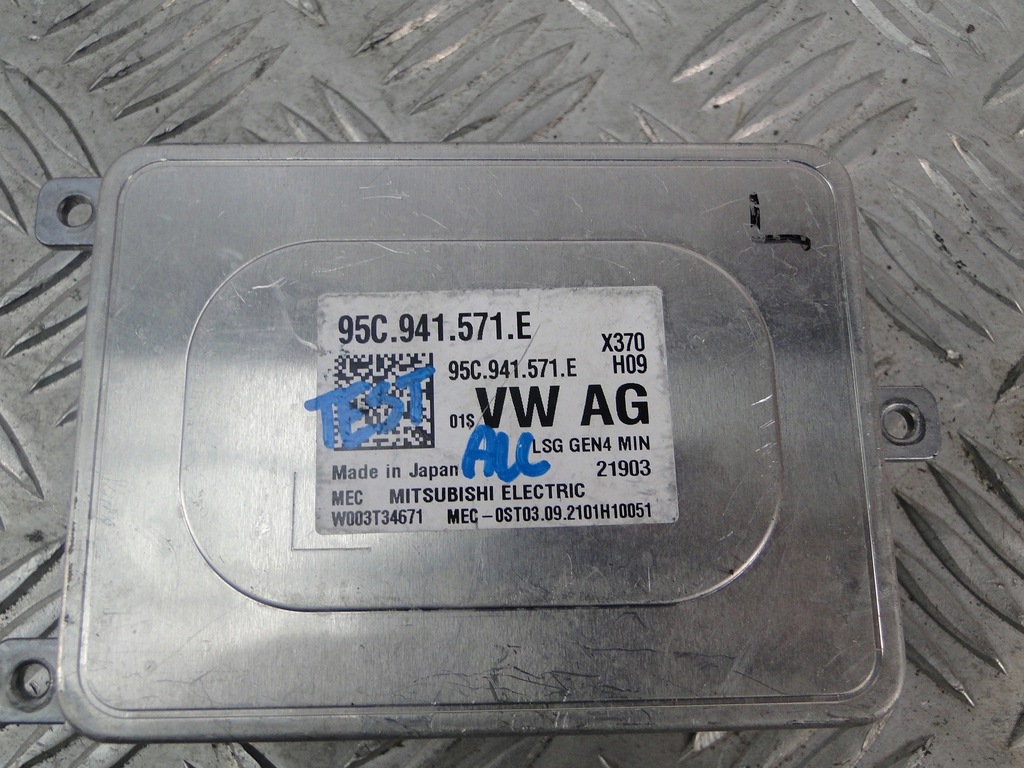 L
95C.941.571.E
X370
95C.941.571.E H09
TEST
01S VW AG
ALL
LSG GEN4 MIN
Made in Japan 21903
MEC MITSUBISHI ELECTRIC
W003T34671 MEC-0ST03.09.2101H10051